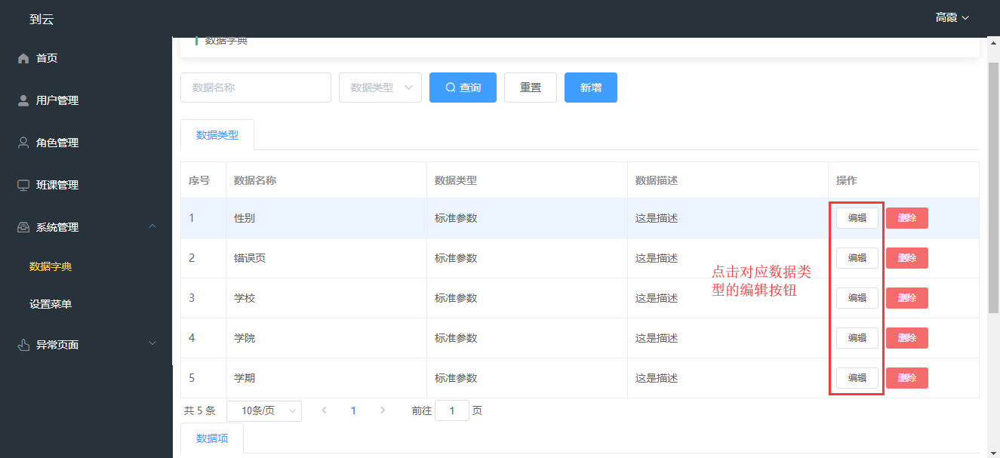 到云
高霞
首页
用户管理
角色管理
班课管理
系统管理
数据字典
设置菜单
异常页面
数据字典
数据名称
数据类型
查询
重置
新增
数据类型
序号 数据名称 数据类型 数据描述 操作
1 性别 标准参数 这是描述 编辑 删除
2 错误页 标准参数 这是描述 编辑 删除
3 学校 标准参数 这是描述 编辑 删除
4 学院 标准参数 这是描述 编辑 删除
5 学期 标准参数 这是描述 编辑 删除
点击对应数据类
型的编辑按钮
共 5 条 10条/页 1 前往 1 页
数据项